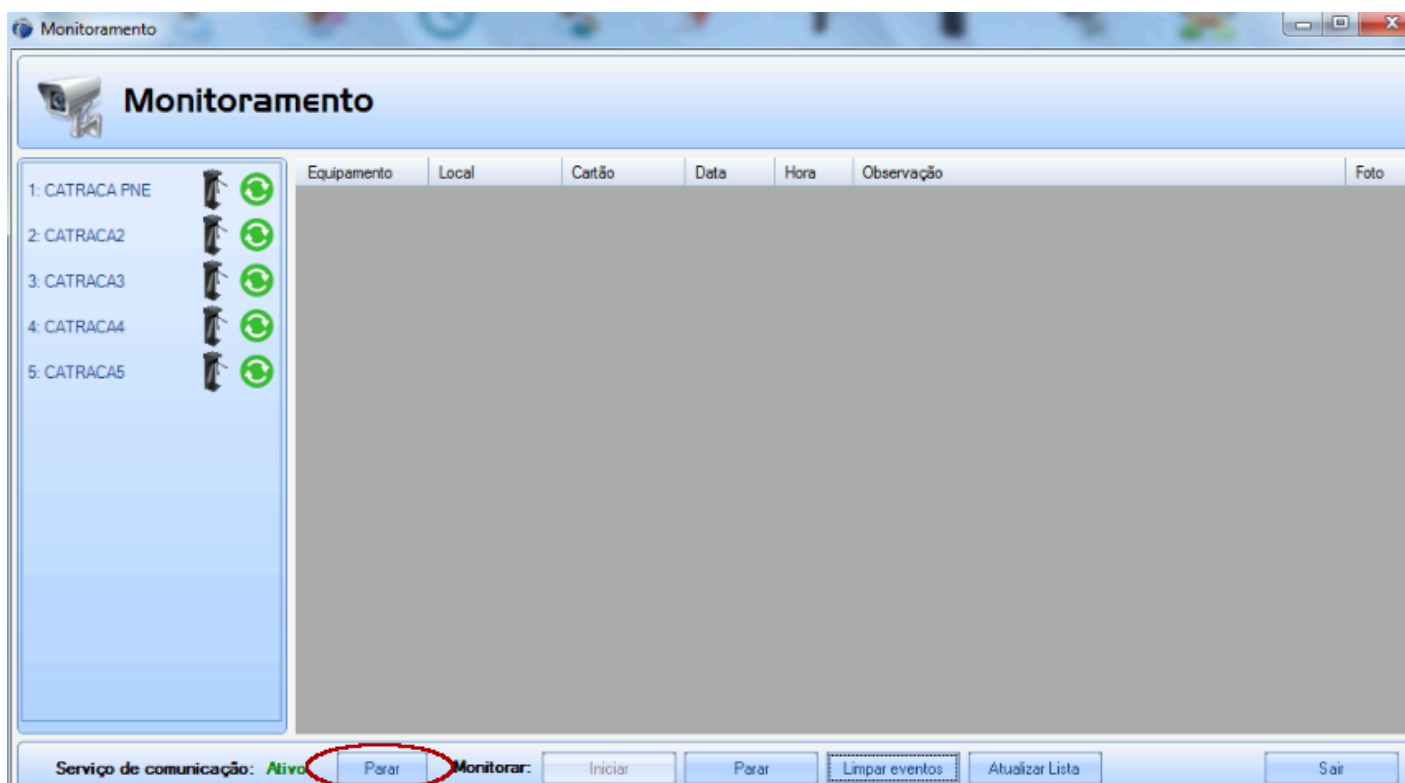 Monitoramento
Monitoramento
Equipamento Local Cartão Data Hora Observação Foto
1: CATRACA PNE
2: CATRACA2
3: CATRACA3
4: CATRACA4
5: CATRACA5
Serviço de comunicação: Ativo Parar Monitorar: Iniciar Parar Limpar eventos Atualizar Lista Sair